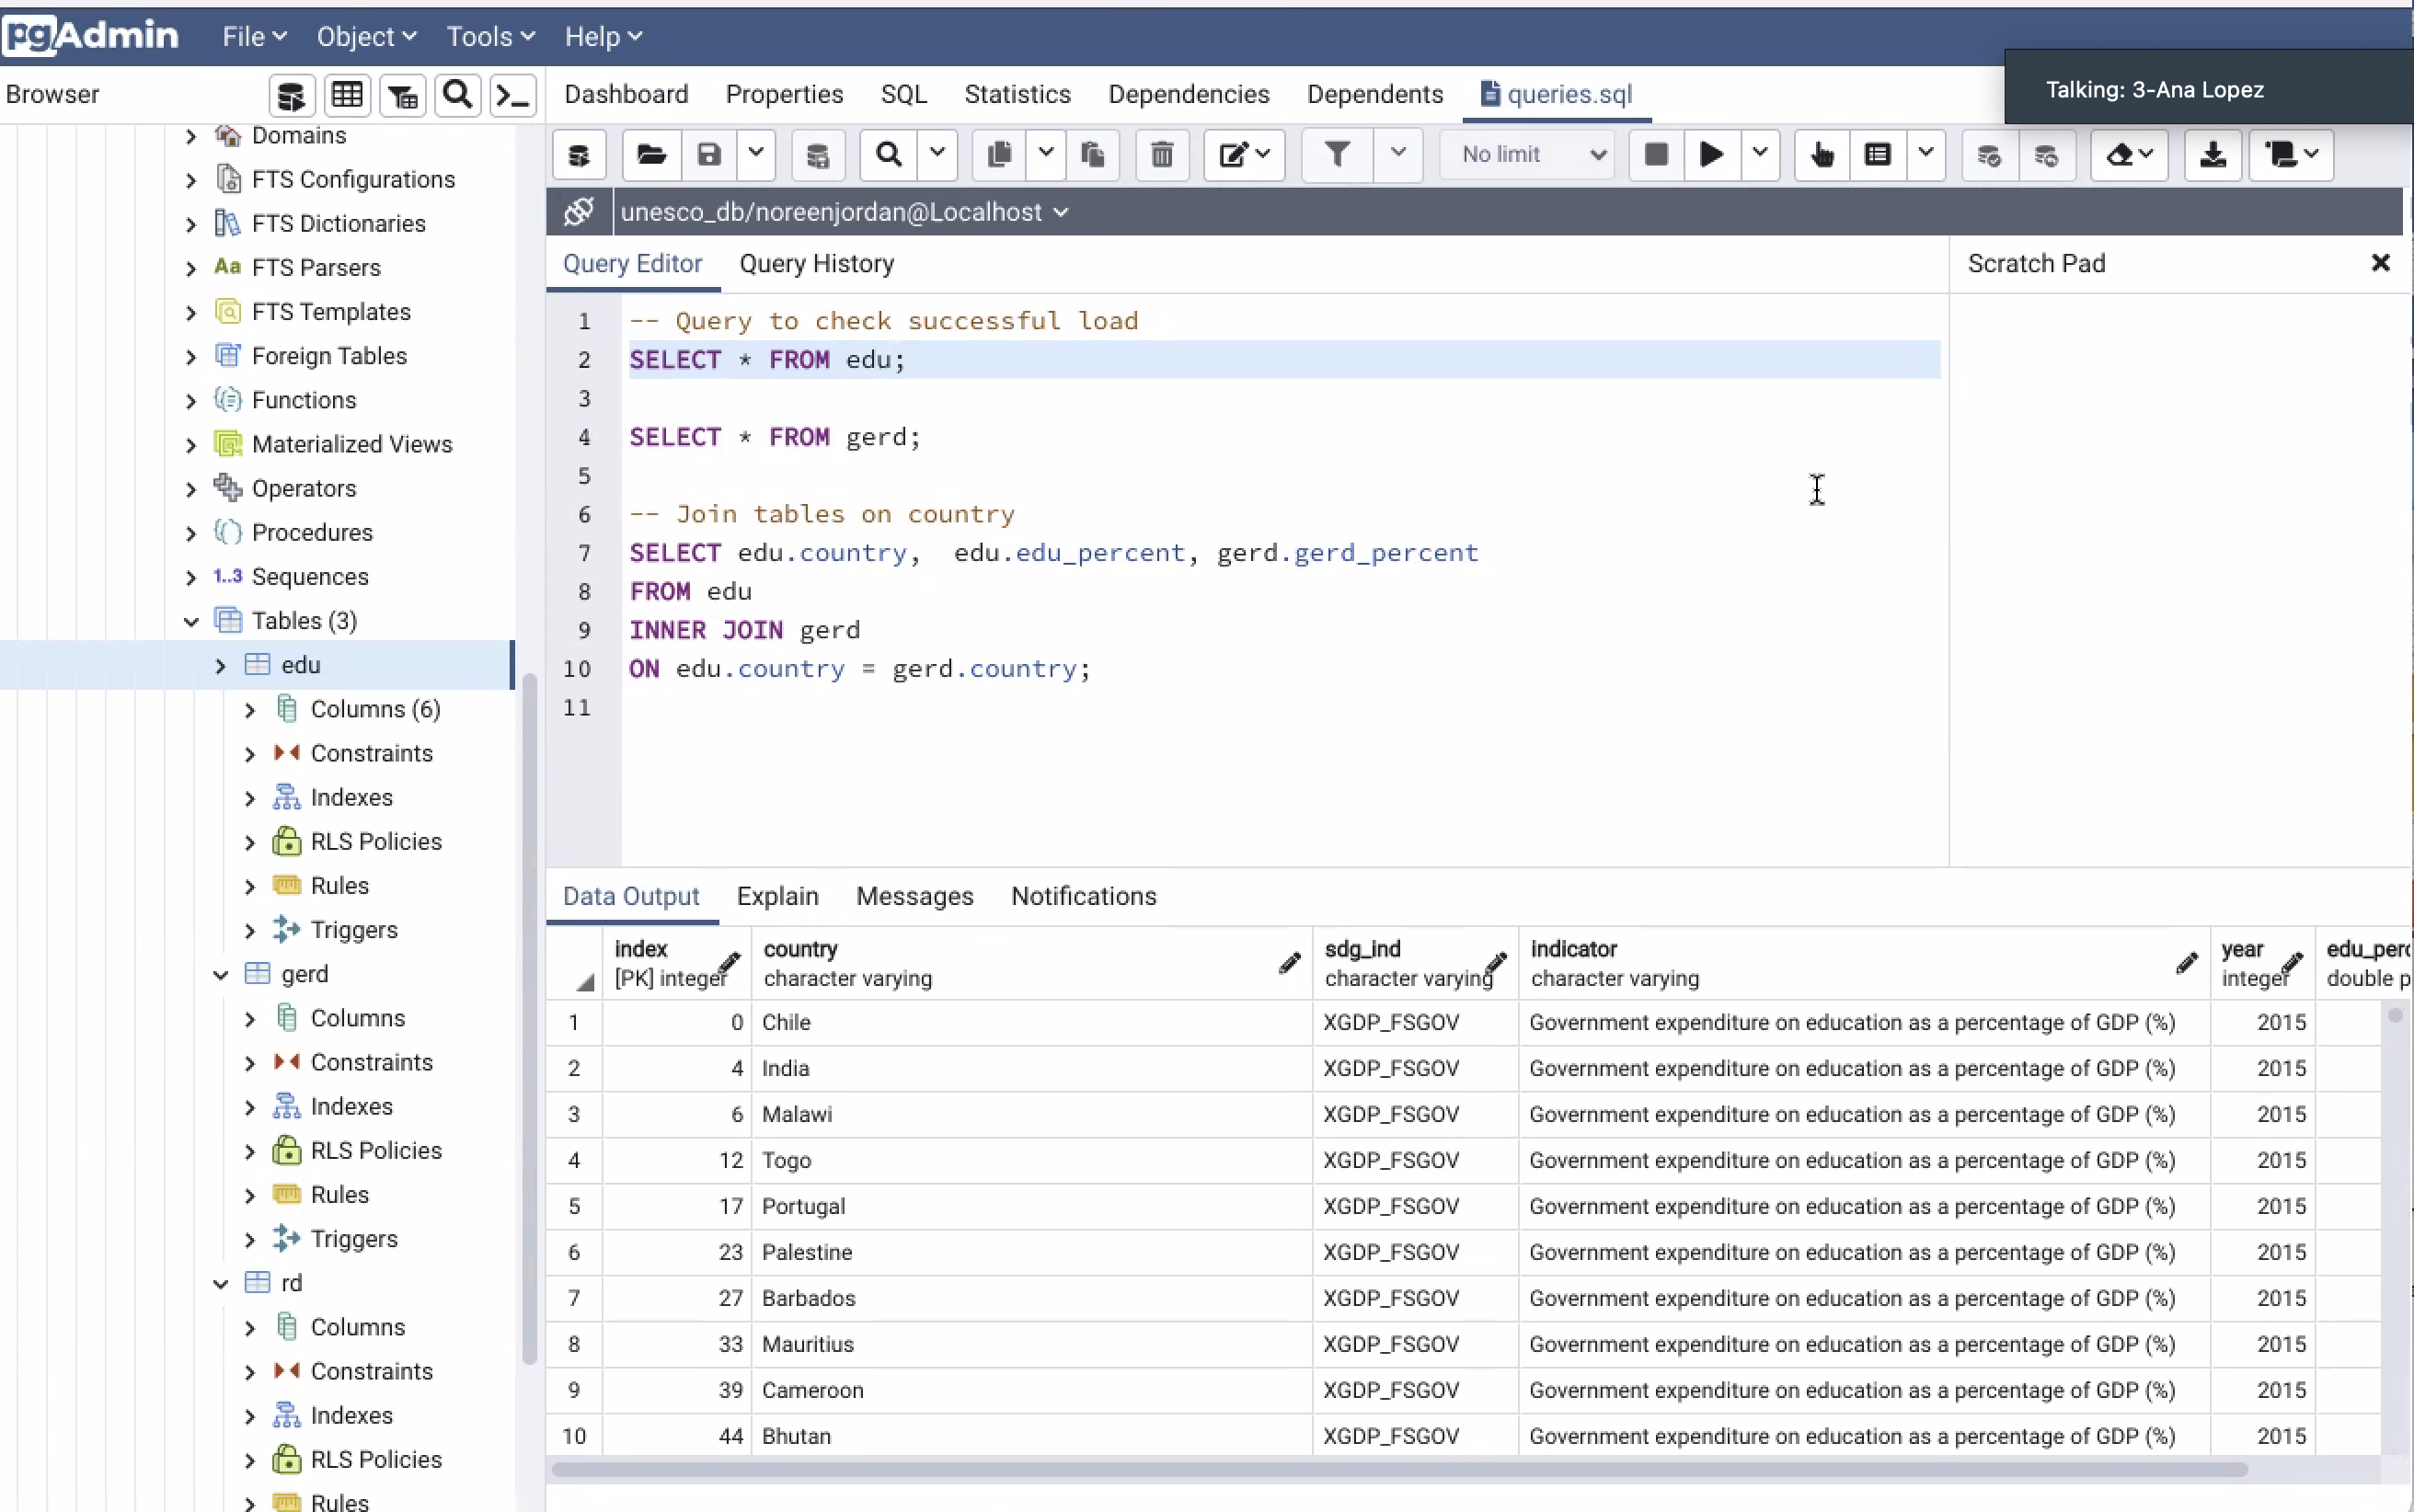 pgAdmin File Object Tools Help
Talking: 3-Ana Lopez
Browser
Dashboard Properties SQL Statistics Dependencies Dependents queries.sql
No limit
unesco_db/noreenjordan@Localhost
Query Editor Query History
Scratch Pad
Domains
FTS Configurations
FTS Dictionaries
Aa FTS Parsers
FTS Templates
Foreign Tables
Functions
Materialized Views
Operators
Procedures
1..3 Sequences
Tables (3)
edu
Columns (6)
Constraints
Indexes
RLS Policies
Rules
Triggers
gerd
Columns
Constraints
Indexes
RLS Policies
Rules
Triggers
rd
Columns
Constraints
Indexes
RLS Policies
Rules
1 -- Query to check successful load
2 SELECT * FROM edu;
3
4 SELECT * FROM gerd;
5
6 -- Join tables on country
7 SELECT edu.country,  edu.edu_percent, gerd.gerd_percent
8 FROM edu
9 INNER JOIN gerd
10 ON edu.country = gerd.country;
11
Data Output Explain Messages Notifications
index country sdg_ind indicator year edu_perc
[PK] integer character varying character varying character varying integer double p
1 0 Chile XGDP_FSGOV Government expenditure on education as a percentage of GDP (%) 2015
2 4 India XGDP_FSGOV Government expenditure on education as a percentage of GDP (%) 2015
3 6 Malawi XGDP_FSGOV Government expenditure on education as a percentage of GDP (%) 2015
4 12 Togo XGDP_FSGOV Government expenditure on education as a percentage of GDP (%) 2015
5 17 Portugal XGDP_FSGOV Government expenditure on education as a percentage of GDP (%) 2015
6 23 Palestine XGDP_FSGOV Government expenditure on education as a percentage of GDP (%) 2015
7 27 Barbados XGDP_FSGOV Government expenditure on education as a percentage of GDP (%) 2015
8 33 Mauritius XGDP_FSGOV Government expenditure on education as a percentage of GDP (%) 2015
9 39 Cameroon XGDP_FSGOV Government expenditure on education as a percentage of GDP (%) 2015
10 44 Bhutan XGDP_FSGOV Government expenditure on education as a percentage of GDP (%) 2015